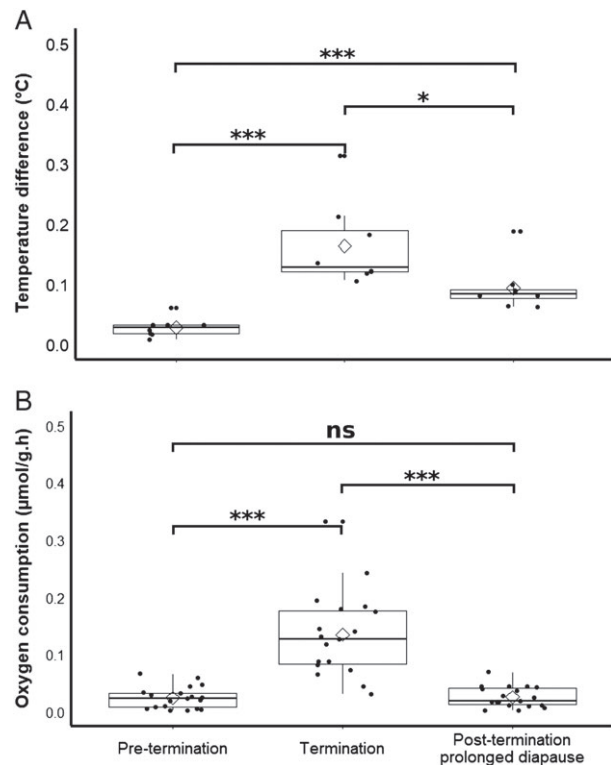 A
Temperature difference (°C)
0.5
0.4
0.3
0.2
0.1
0.0
***
*
***
B
Oxygen consumption (μmol/g.h)
0.5
0.4
0.3
0.2
0.1
0.0
ns
***
***
Pre-termination
Termination
Post-termination
prolonged diapause